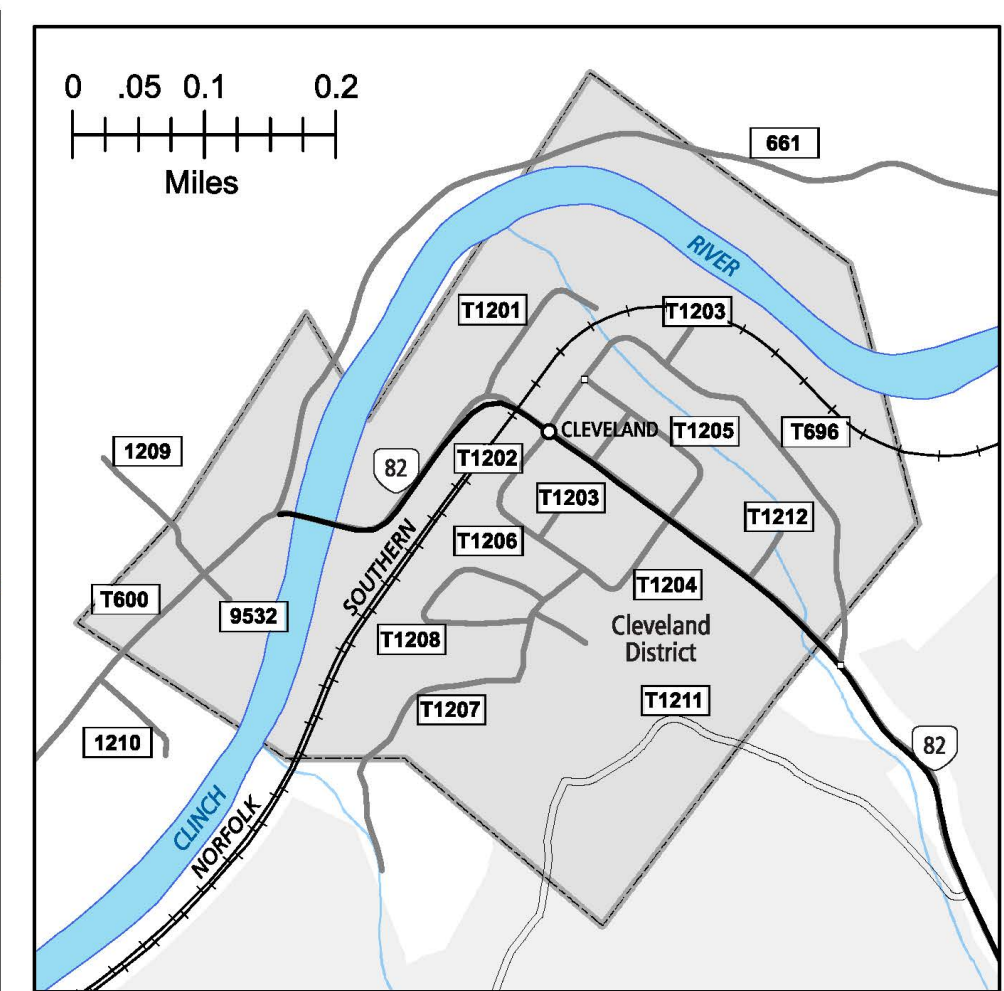 0 .05 0.1 0.2
Miles
661
RIVER
T1201
T1203
CLEVELAND
T1205
T696
1209
82
T1202
T1203
T1212
SOUTHERN
T1206
T600
9532
T1204
T1208
Cleveland
District
T1207
T1211
1210
82
CLINCH
NORFOLK